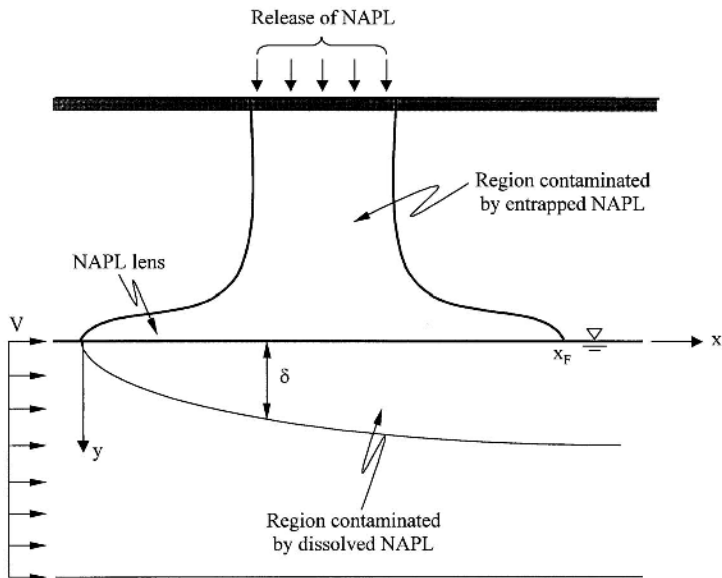 Release of NAPL
Region contaminated
by entrapped NAPL
NAPL lens
V
x
x_F
δ
y
Region contaminated
by dissolved NAPL